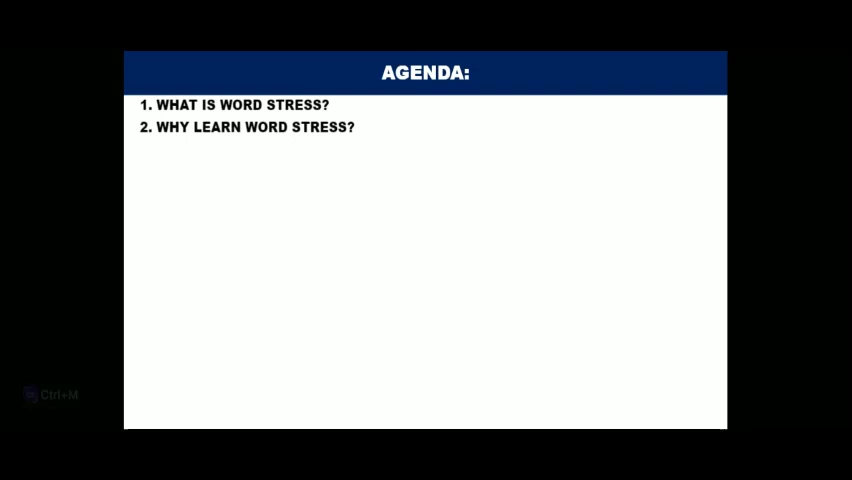 AGENDA:
1. WHAT IS WORD STRESS?
2. WHY LEARN WORD STRESS?
Ctrl+M